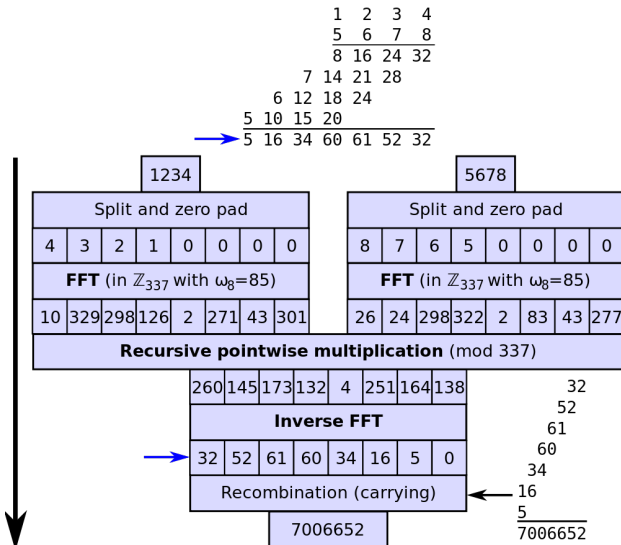 1 2 3 4
5 6 7 8
8 16 24 32
7 14 21 28
6 12 18 24
5 10 15 20
5 16 34 60 61 52 32
1234 5678
Split and zero pad Split and zero pad
4 3 2 1 0 0 0 0 8 7 6 5 0 0 0 0
FFT (in ℤ₃₃₇ with ω₈=85) FFT (in ℤ₃₃₇ with ω₈=85)
10 329 298 126 2 271 43 301 26 24 298 322 2 83 43 277
Recursive pointwise multiplication (mod 337)
260 145 173 132 4 251 164 138
Inverse FFT
32 52 61 60 34 16 5 0
Recombination (carrying)
7006652
32
52
61
60
34
16
5
7006652